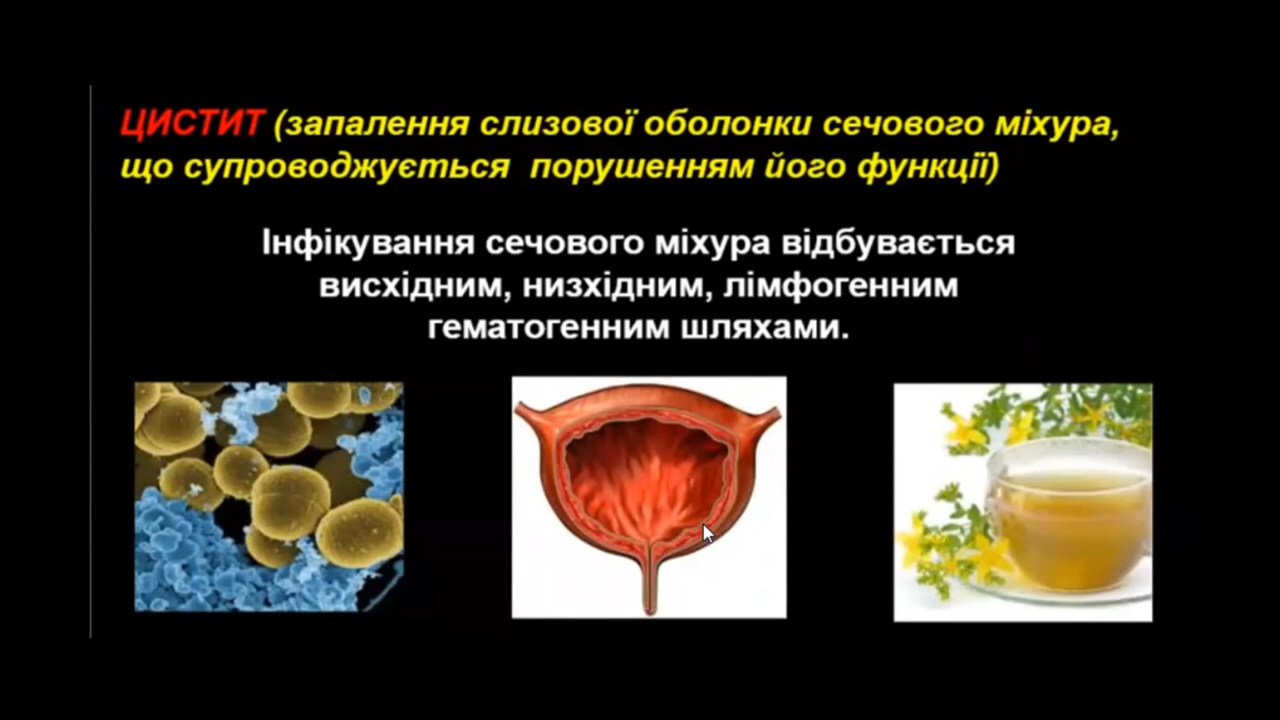 ЦИСТИТ (запалення слизової оболонки сечового міхура,
що супроводжується порушенням його функції)
Інфікування сечового міхура відбувається
висхідним, низхідним, лімфогенним
гематогенним шляхами.